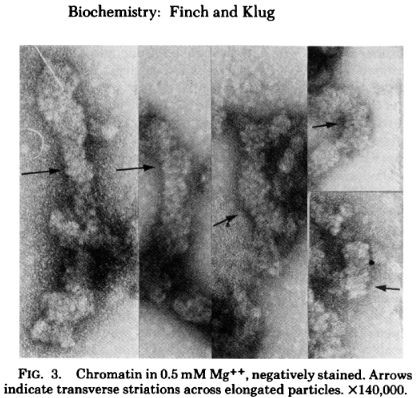 Biochemistry: Finch and Klug
FIG. 3. Chromatin in 0.5 mM Mg++, negatively stained. Arrows
indicate transverse striations across elongated particles. ×140,000.